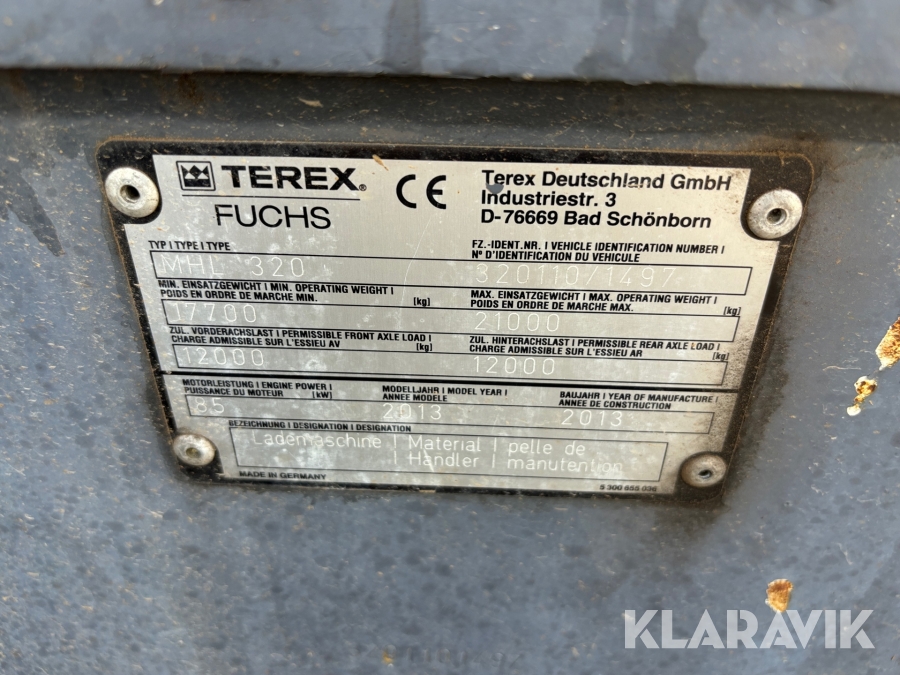 TEREX®
FUCHS
CE
Terex Deutschland GmbH
Industriestr. 3
D-76669 Bad Schönborn
TYP I TYPE I TYPE
MHL 320
FZ.-IDENT.NR. I VEHICLE IDENTIFICATION NUMBER I
N° D'IDENTIFICATION DU VEHICULE
320110/1497
MIN. EINSATZGEWICHT I MIN. OPERATING WEIGHT I
POIDS EN ORDRE DE MARCHE MIN. [kg]
17700
MAX. EINSATZGEWICHT I MAX. OPERATING WEIGHT I
POIDS EN ORDRE DE MARCHE MAX. [kg]
21000
ZUL. VORDERACHSLAST I PERMISSIBLE FRONT AXLE LOAD I
CHARGE ADMISSIBLE SUR L'ESSIEU AV [kg]
12000
ZUL. HINTERACHSLAST I PERMISSIBLE REAR AXLE LOAD I
CHARGE ADMISSIBLE SUR L'ESSIEU AR [kg]
12000
MOTORLEISTUNG I ENGINE POWER I
PUISSANCE DU MOTEUR [kW]
85
MODELLJAHR I MODEL YEAR I
ANNEE MODELE
2013
BAUJAHR I YEAR OF MANUFACTURE I
ANNEE DE CONSTRUCTION
2013
BEZEICHNUNG I DESIGNATION I DESIGNATION
Lademaschine | Material | pelle de
| Handler | manutention
MADE IN GERMANY
5 300 655 036
KLARAVIK